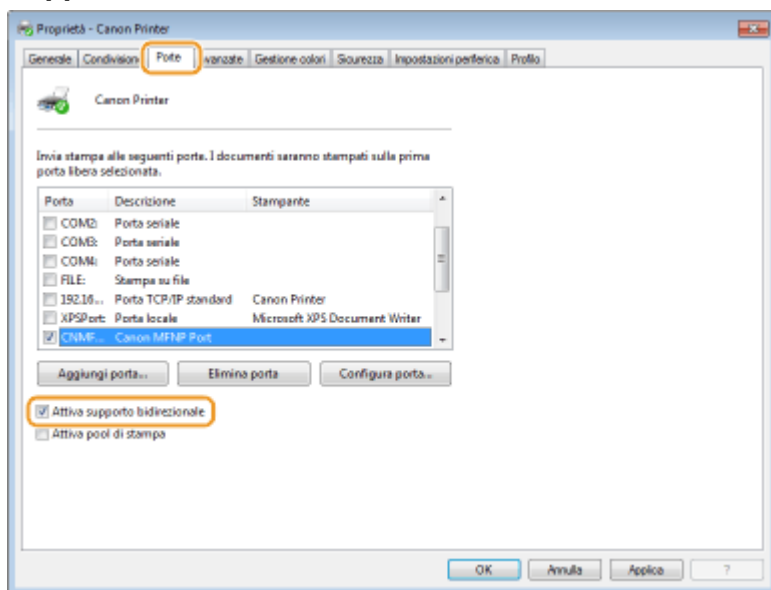 Proprietà - Canon Printer
Generale Condivision Porte vanzate Gestione colori Sicurezza Impostazioni periferica Profilo
Canon Printer
Invia stampa alle seguenti porte. I documenti saranno stampati sulla prima
porta libera selezionata.
Porta Descrizione Stampante
COM2: Porta seriale
COM3: Porta seriale
COM4: Porta seriale
FILE: Stampa su file
192.16... Porta TCP/IP standard Canon Printer
XPSPort: Porta locale Microsoft XPS Document Writer
CNMF... Canon MFNP Port
Aggiungi porta... Elimina porta Configura porta...
Attiva supporto bidirezionale
Attiva pool di stampa
OK Annulla Applica ?